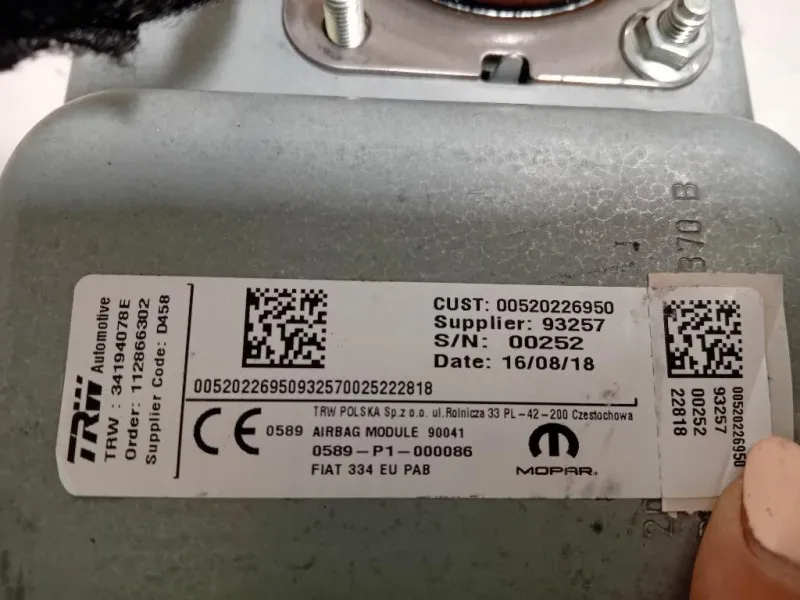 370 B
TRW Automotive
TRW : 34194078E
Order: 112866302
Supplier Code: D458
CUST: 00520226950
Supplier: 93257
S/N: 00252
Date: 16/08/18
00520226950932570025222818
TRW POLSKA Sp.z o.o. ul.Rolnicza 33 PL-42-200 Czestochowa
CE 0589 AIRBAG MODULE 90041
0589-P1-000086
FIAT 334 EU PAB
MOPAR.
00520226950
93257
00252
22818